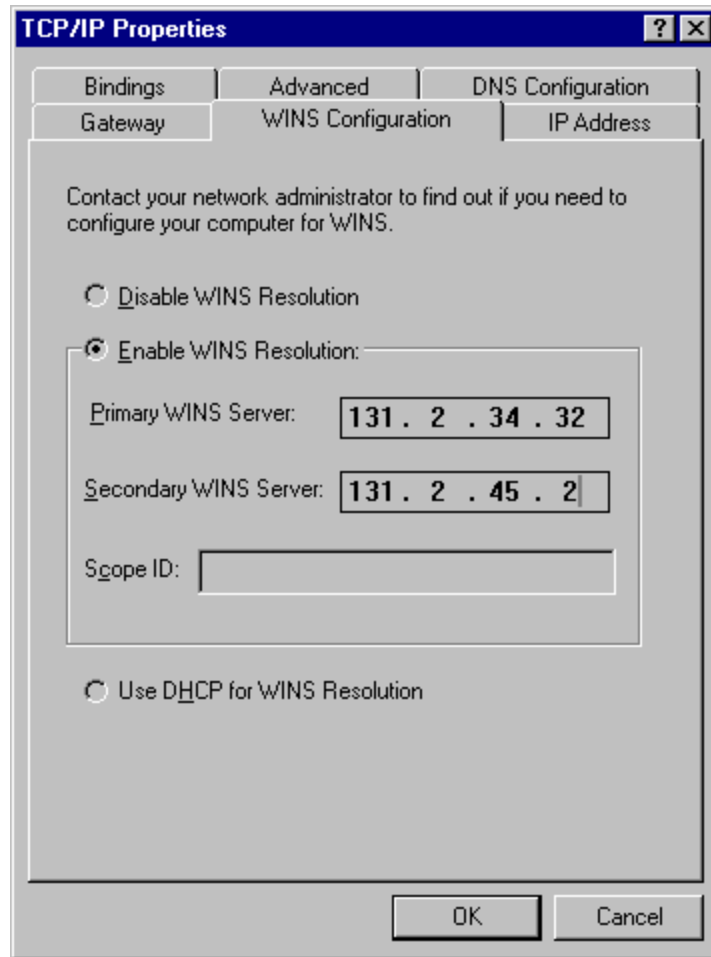 TCP/IP Properties
Bindings
Advanced
DNS Configuration
Gateway
WINS Configuration
IP Address
Contact your network administrator to find out if you need to
configure your computer for WINS.
Disable WINS Resolution
Enable WINS Resolution:
Primary WINS Server: 131 . 2 . 34 . 32
Secondary WINS Server: 131 . 2 . 45 . 2
Scope ID:
Use DHCP for WINS Resolution
OK
Cancel